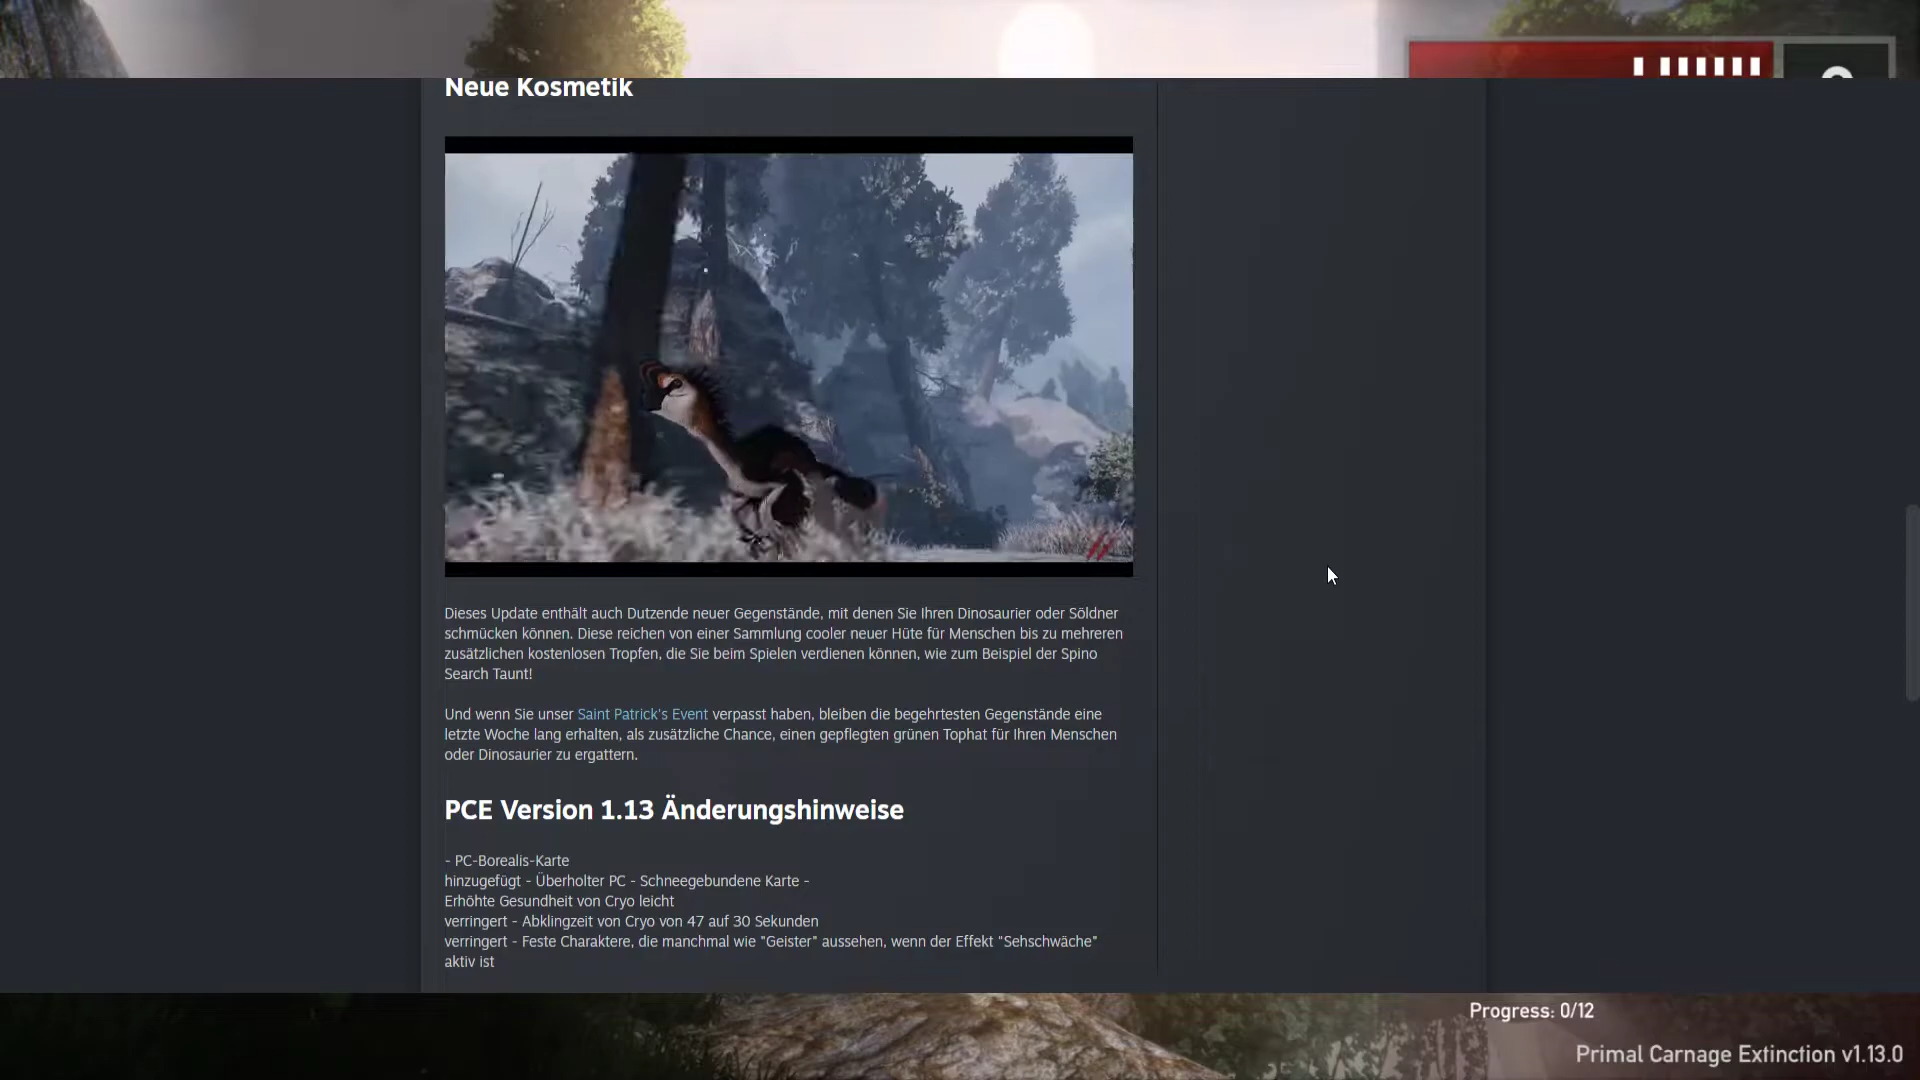 Neue Kosmetik
Dieses Update enthält auch Dutzende neuer Gegenstände, mit denen Sie Ihren Dinosaurier oder Söldner
schmücken können. Diese reichen von einer Sammlung cooler neuer Hüte für Menschen bis zu mehreren
zusätzlichen kostenlosen Tropfen, die Sie beim Spielen verdienen können, wie zum Beispiel der Spino
Search Taunt!
Und wenn Sie unser Saint Patrick's Event verpasst haben, bleiben die begehrtesten Gegenstände eine
letzte Woche lang erhalten, als zusätzliche Chance, einen gepflegten grünen Tophat für Ihren Menschen
oder Dinosaurier zu ergattern.
PCE Version 1.13 Änderungshinweise
- PC-Borealis-Karte
hinzugefügt - Überholter PC - Schneegebundene Karte -
Erhöhte Gesundheit von Cryo leicht
verringert - Abklingzeit von Cryo von 47 auf 30 Sekunden
verringert - Feste Charaktere, die manchmal wie "Geister" aussehen, wenn der Effekt "Sehschwäche"
aktiv ist
Progress: 0/12
Primal Carnage Extinction v1.13.0